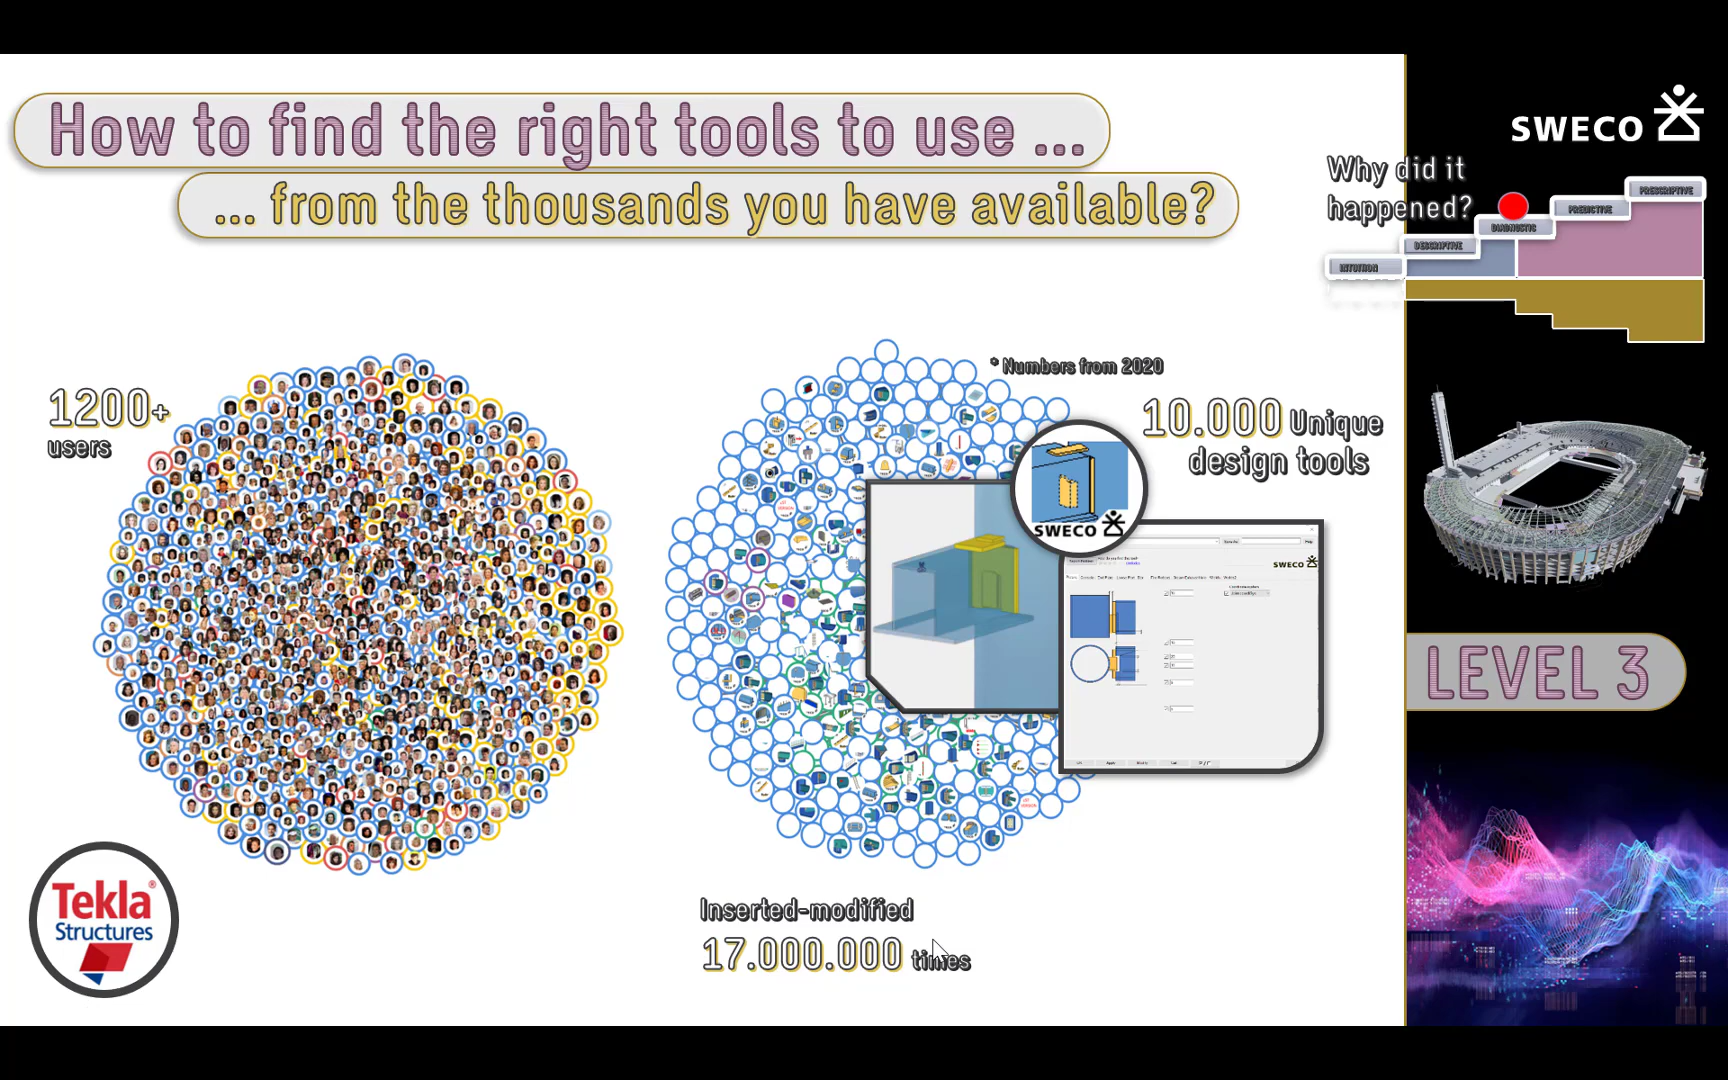 How to find the right tools to use ...
... from the thousands you have available?
SWECO
Why did it
happened?
PRESCRIPTIVE
PREDICTIVE
DIAGNOSTIC
DESCRIPTIVE
INTUITION
1200+
users
* Numbers from 2020
10.000 Unique
design tools
SWECO
SWECO
LEVEL 3
Tekla®
Structures
Inserted-modified
17.000.000 times